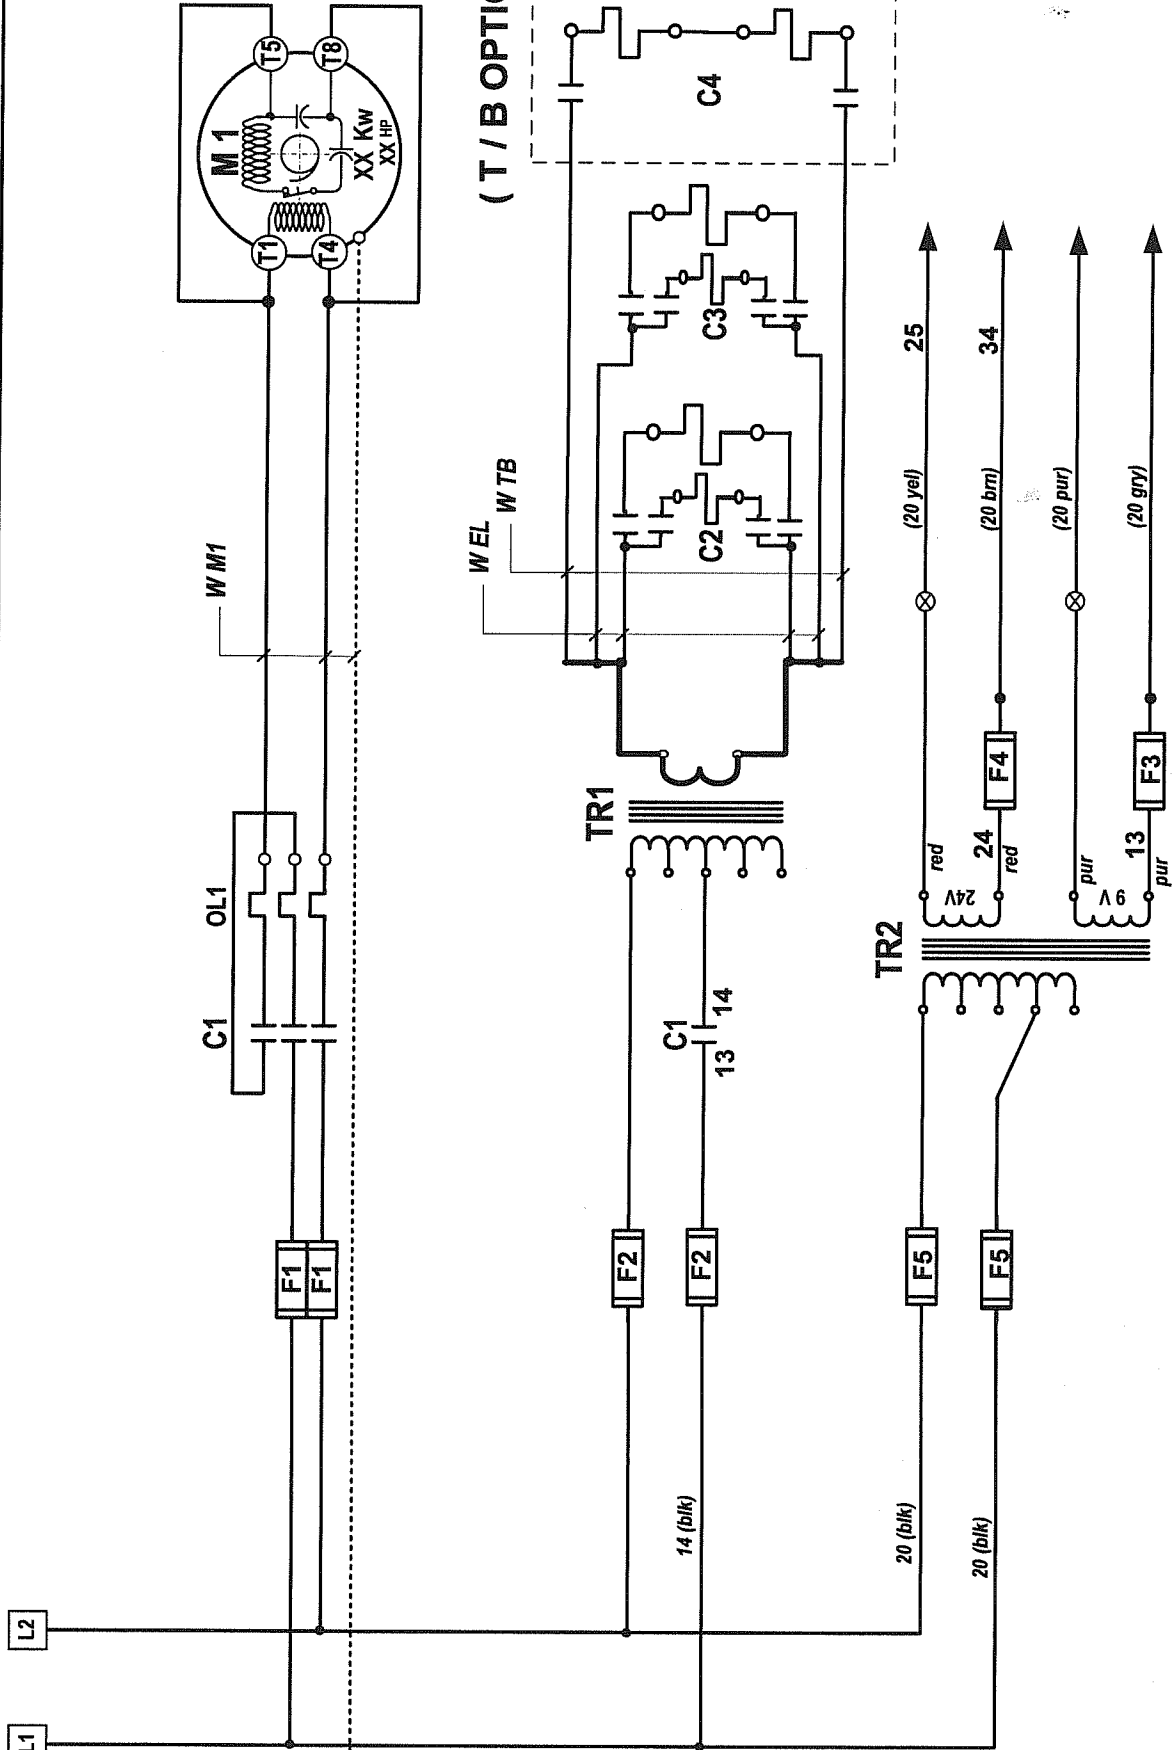 L1
L2
F1
F1
C1
OL1
W M1
T1
T4
T5
T8
M 1
XX Kw
XX HP
14 (blk)
F2
F2
C1
13
14
TR1
W EL
W TB
C2
C3
C4
( T / B OPTIO
20 (blk)
20 (blk)
F5
F5
TR2
24V
9 V
red
24
red
pur
13
pur
F4
F3
(20 yel)
(20 brn)
(20 pur)
(20 gry)
25
34